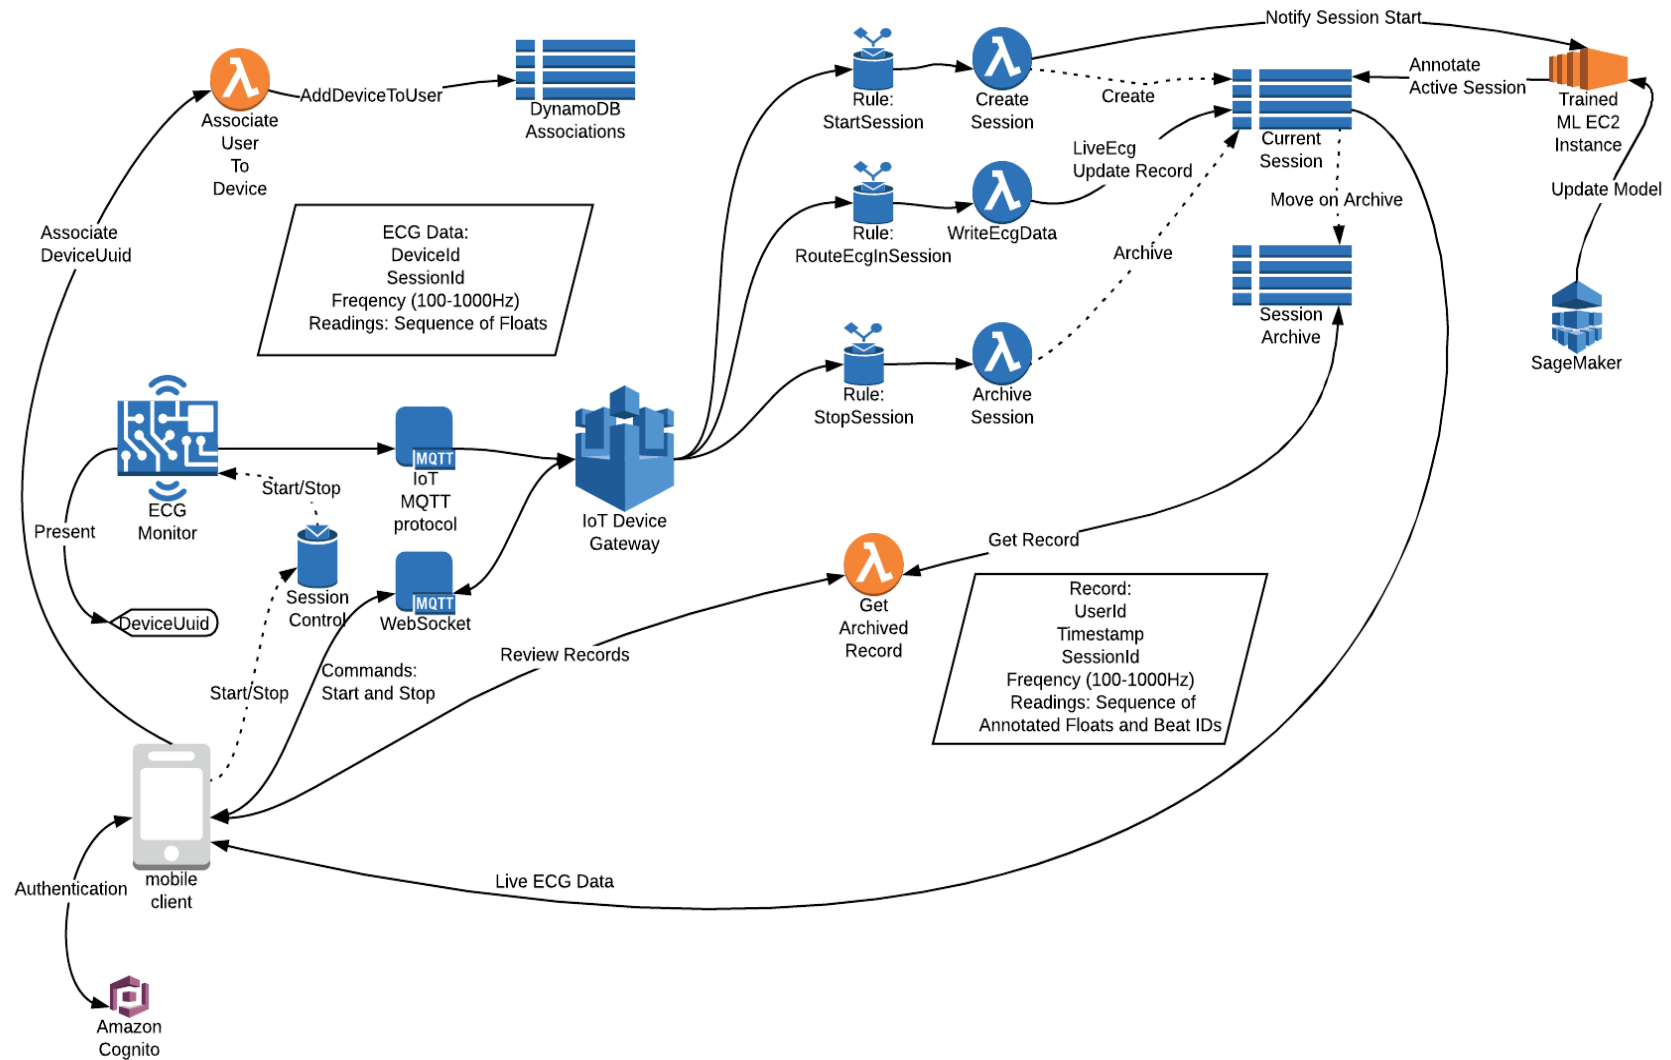 Notify Session Start
Annotate
Active Session
Trained
ML EC2
Instance
AddDeviceToUser
DynamoDB
Associations
Associate
User
To
Device
Rule:
StartSession
Create
Session
Create
Current
Session
LiveEcg
Update Record
Update Model
Move on Archive
Associate
DeviceUuid
ECG Data:
DeviceId
SessionId
Freqency (100-1000Hz)
Readings: Sequence of Floats
Rule:
RouteEcgInSession
WriteEcgData
Archive
Session
Archive
SageMaker
Rule:
StopSession
Archive
Session
MQTT
IoT
MQTT
protocol
Start/Stop
ECG
Monitor
Present
IoT Device
Gateway
Get Record
Session
Control
MQTT
WebSocket
DeviceUuid
Get
Archived
Record
Record:
UserId
Timestamp
SessionId
Freqency (100-1000Hz)
Readings: Sequence of
Annotated Floats and Beat IDs
Review Records
Commands:
Start and Stop
Start/Stop
mobile
client
Live ECG Data
Authentication
Amazon
Cognito